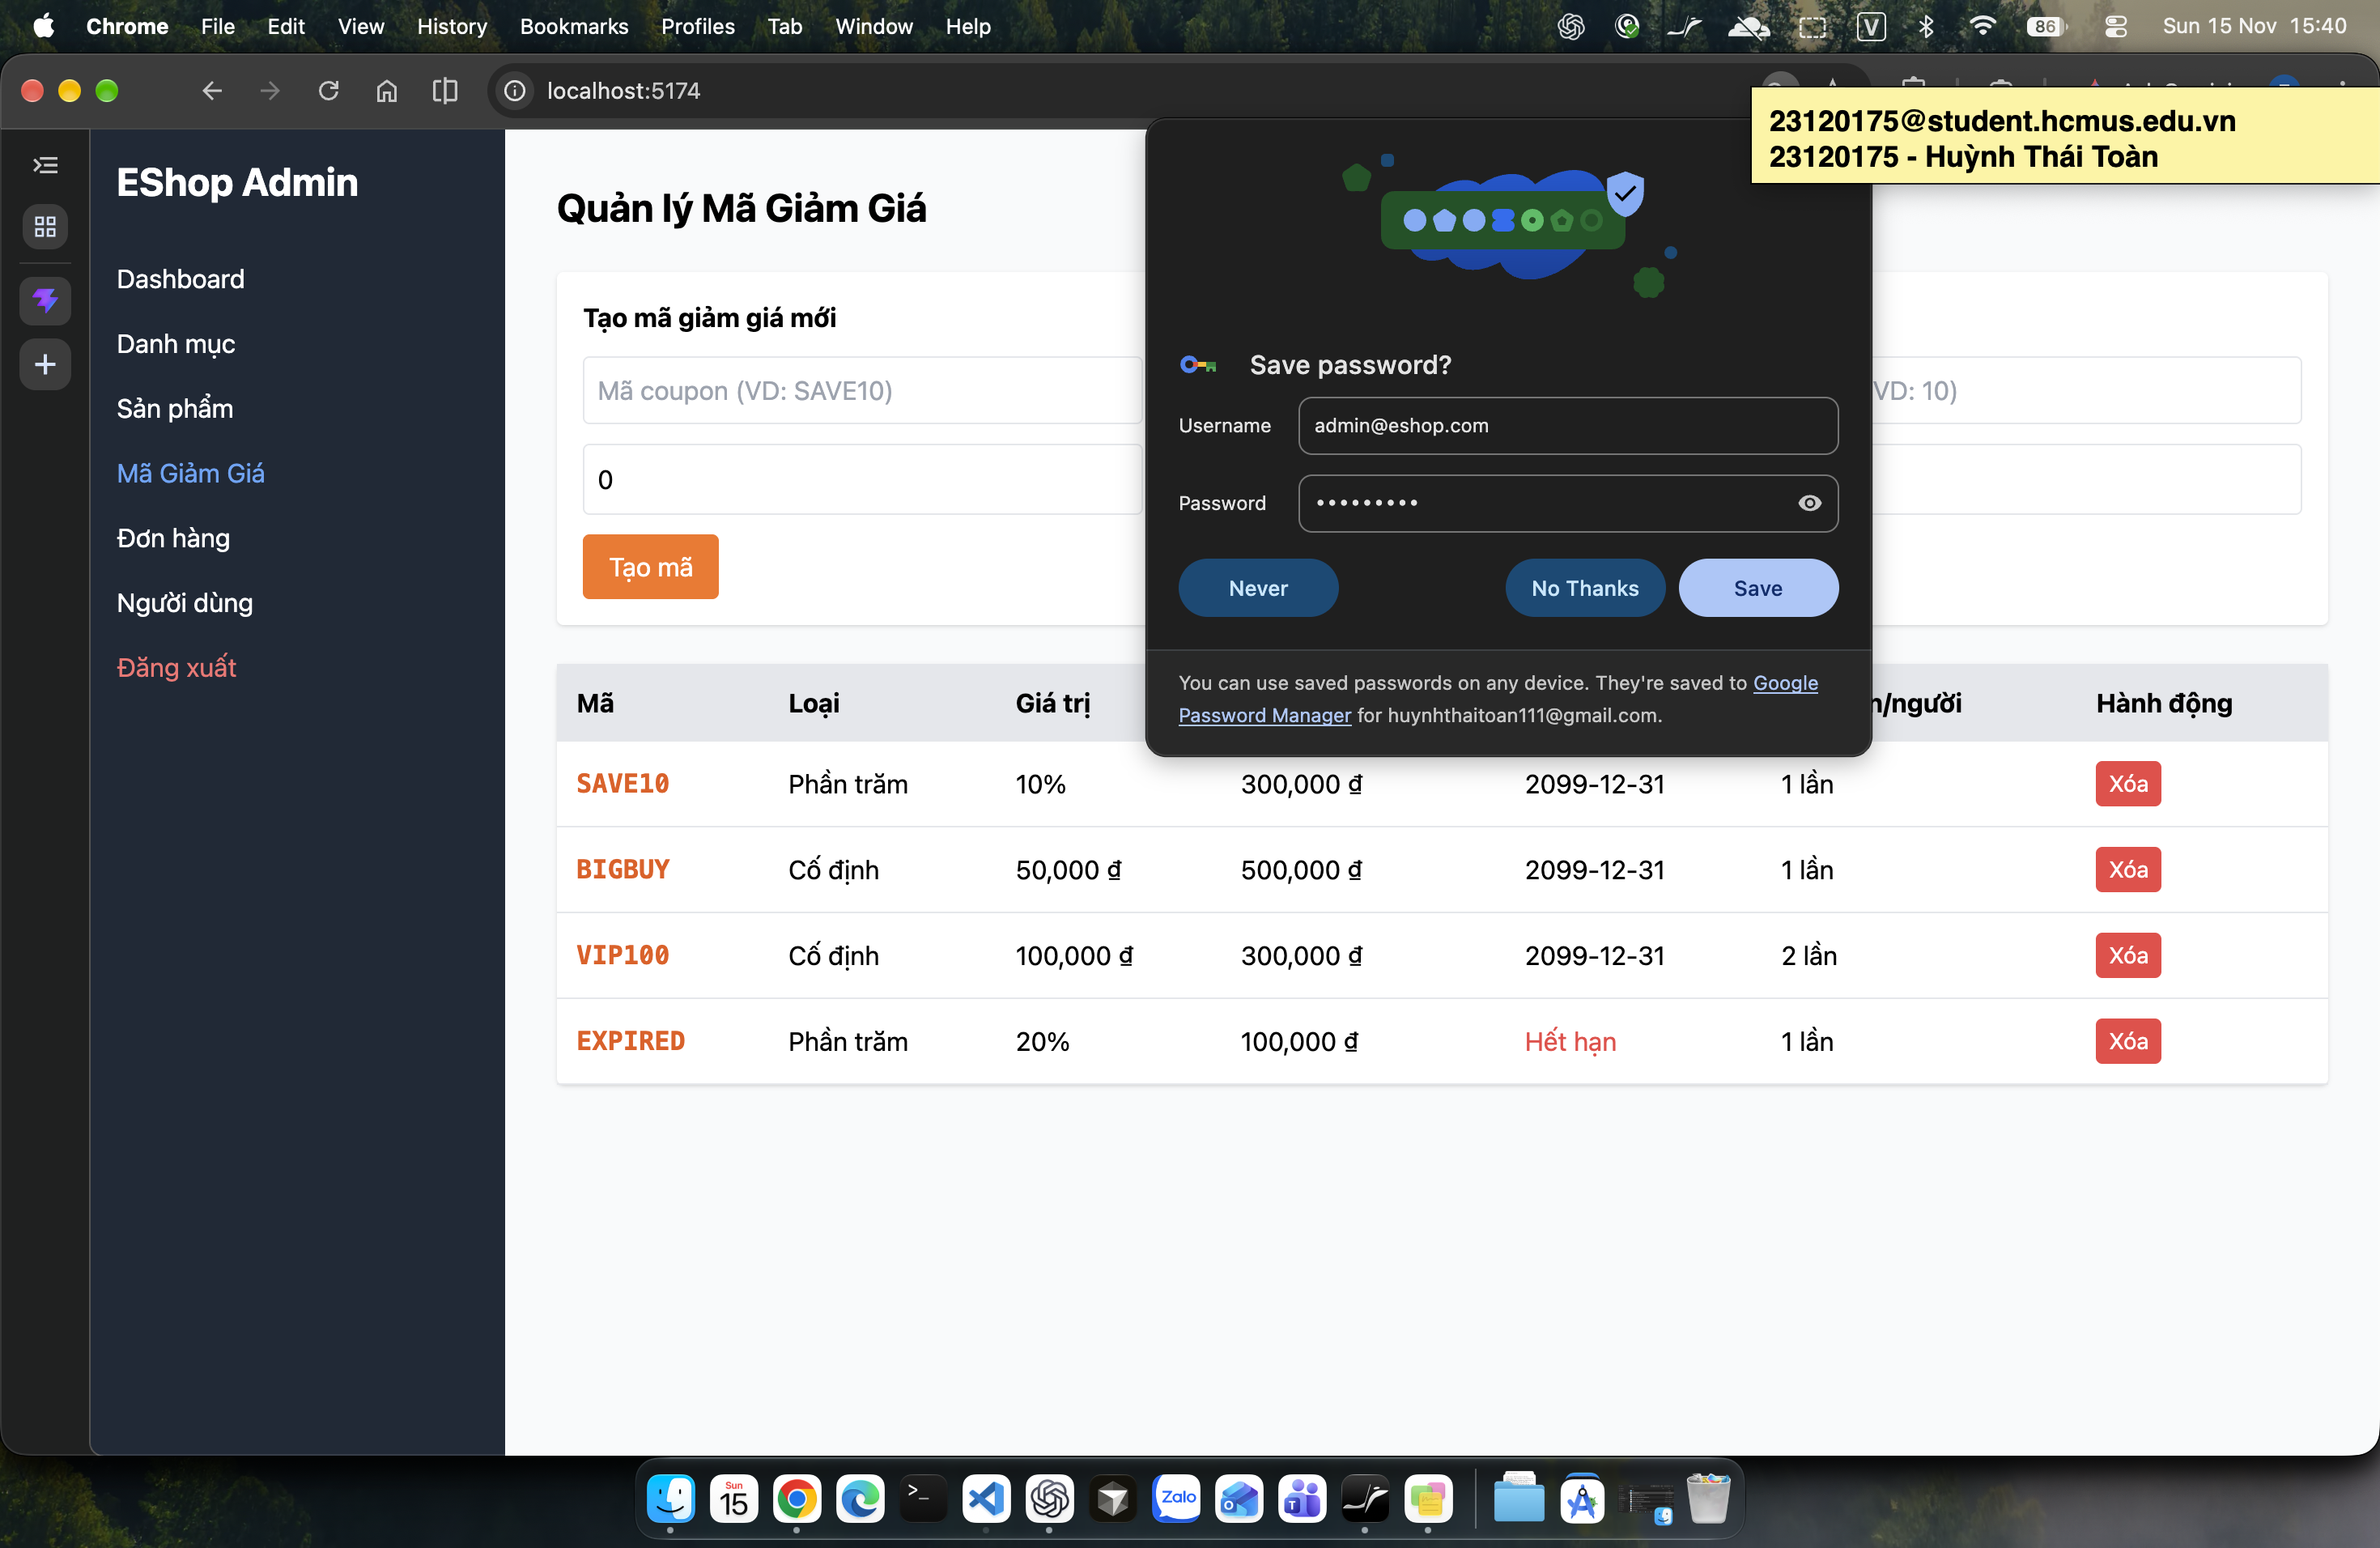 Chrome File Edit View History Bookmarks Profiles Tab Window Help
V 86 Sun 15 Nov 15:40
localhost:5174
23120175@student.hcmus.edu.vn
23120175 - Huỳnh Thái Toàn
EShop Admin
Dashboard
Danh mục
Sản phẩm
Mã Giảm Giá
Đơn hàng
Người dùng
Đăng xuất
Quản lý Mã Giảm Giá
Tạo mã giảm giá mới
Mã coupon (VD: SAVE10)
VD: 10)
0
Tạo mã
Save password?
Username admin@eshop.com
Password •••••••••
Never No Thanks Save
You can use saved passwords on any device. They're saved to Google
Password Manager for huynhthaitoan111@gmail.com.
Mã Loại Giá trị n/người Hành động
SAVE10 Phần trăm 10% 300,000 ₫ 2099-12-31 1 lần Xóa
BIGBUY Cố định 50,000 ₫ 500,000 ₫ 2099-12-31 1 lần Xóa
VIP100 Cố định 100,000 ₫ 300,000 ₫ 2099-12-31 2 lần Xóa
EXPIRED Phần trăm 20% 100,000 ₫ Hết hạn 1 lần Xóa
Sun
15
Zalo